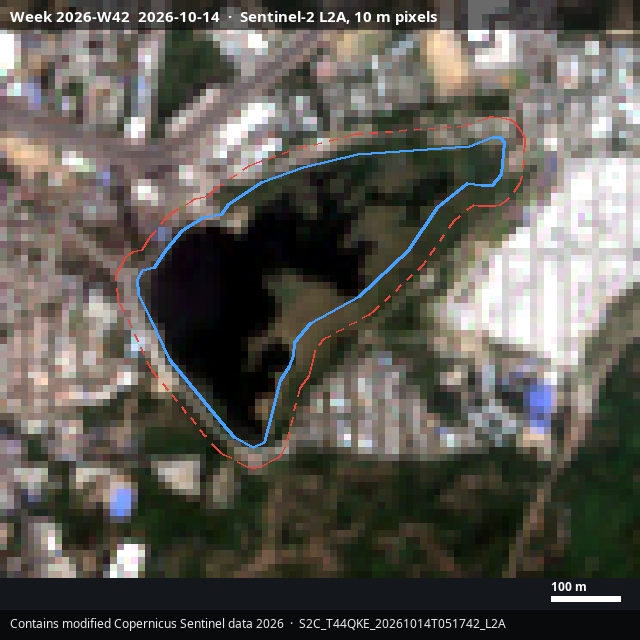 Week 2026-W42  2026-10-14  ·  Sentinel-2 L2A, 10 m pixels
100 m
Contains modified Copernicus Sentinel data 2026  ·  S2C_T44QKE_20261014T051742_L2A